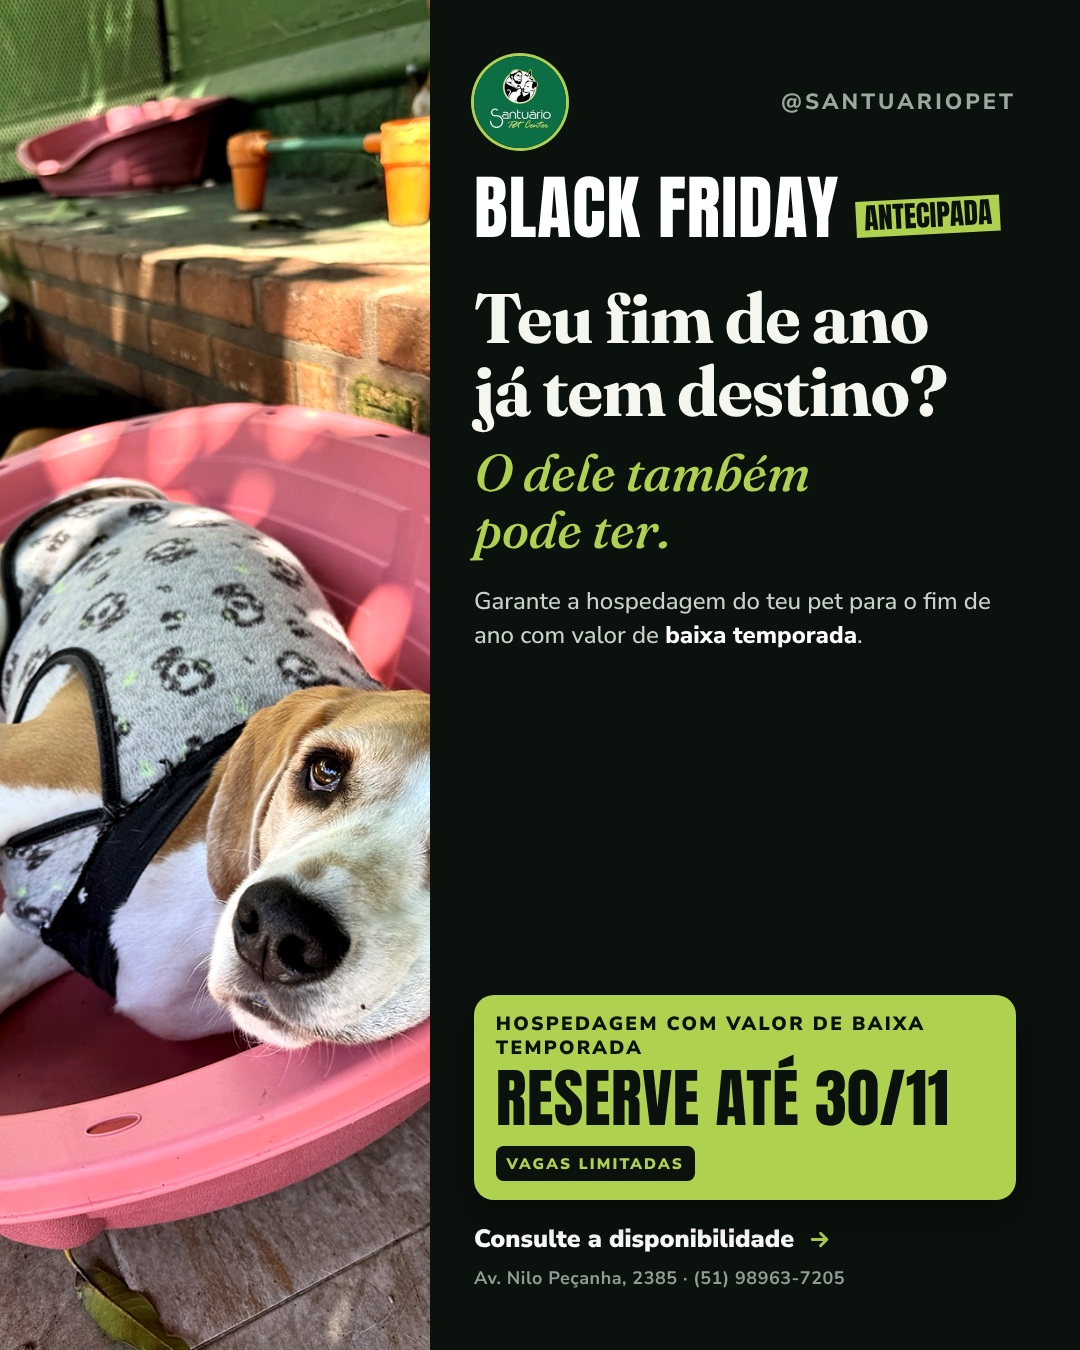 Santuário
Pet Center
@SANTUARIOPET
BLACK FRIDAY ANTECIPADA
Teu fim de ano
já tem destino?
O dele também
pode ter.
Garante a hospedagem do teu pet para o fim de
ano com valor de baixa temporada.
HOSPEDAGEM COM VALOR DE BAIXA
TEMPORADA
RESERVE ATÉ 30/11
VAGAS LIMITADAS
Consulte a disponibilidade →
Av. Nilo Peçanha, 2385 · (51) 98963-7205